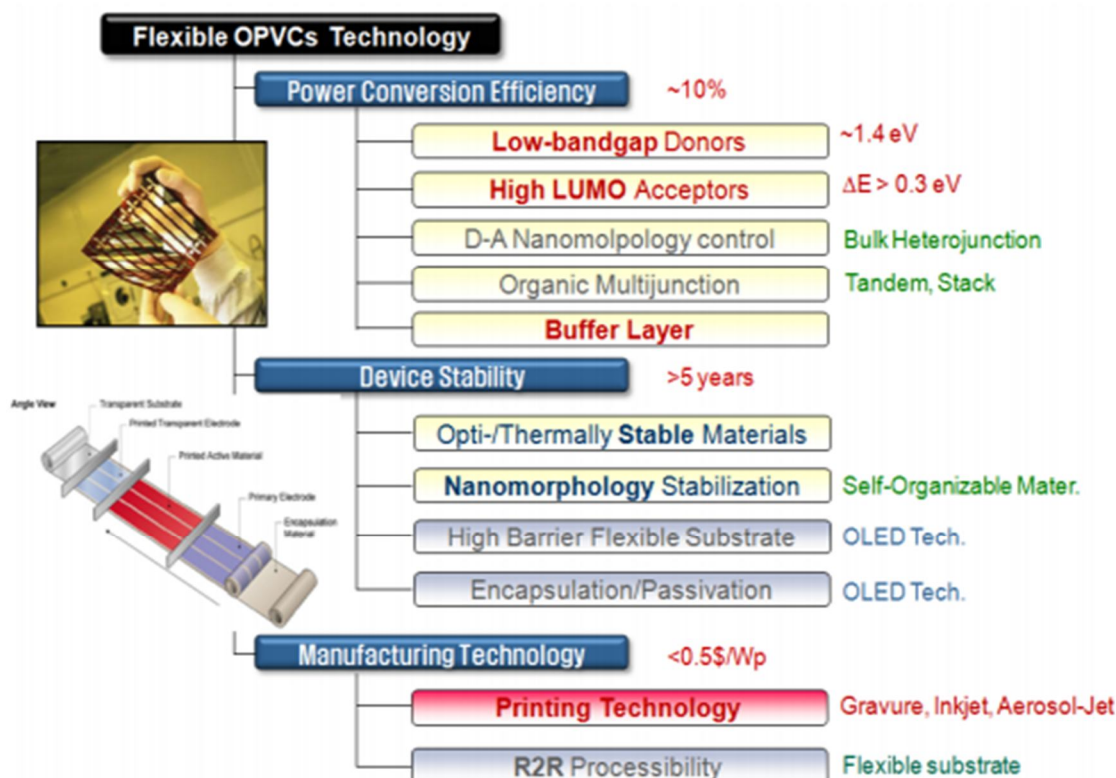 Flexible OPVCs Technology
Power Conversion Efficiency ~10%
Low-bandgap Donors ~1.4 eV
High LUMO Acceptors ΔE > 0.3 eV
D-A Nanomolpology control Bulk Heterojunction
Organic Multijunction Tandem, Stack
Buffer Layer
Device Stability >5 years
Angle View
Transparent Substrate
Printed Transparent Electrode
Printed Active Material
Primary Electrode
Encapsulation
Material
Opti-/Thermally Stable Materials
Nanomorphology Stabilization Self-Organizable Mater.
High Barrier Flexible Substrate OLED Tech.
Encapsulation/Passivation OLED Tech.
Manufacturing Technology <0.5$/Wp
Printing Technology Gravure, Inkjet, Aerosol-Jet
R2R Processibility Flexible substrate